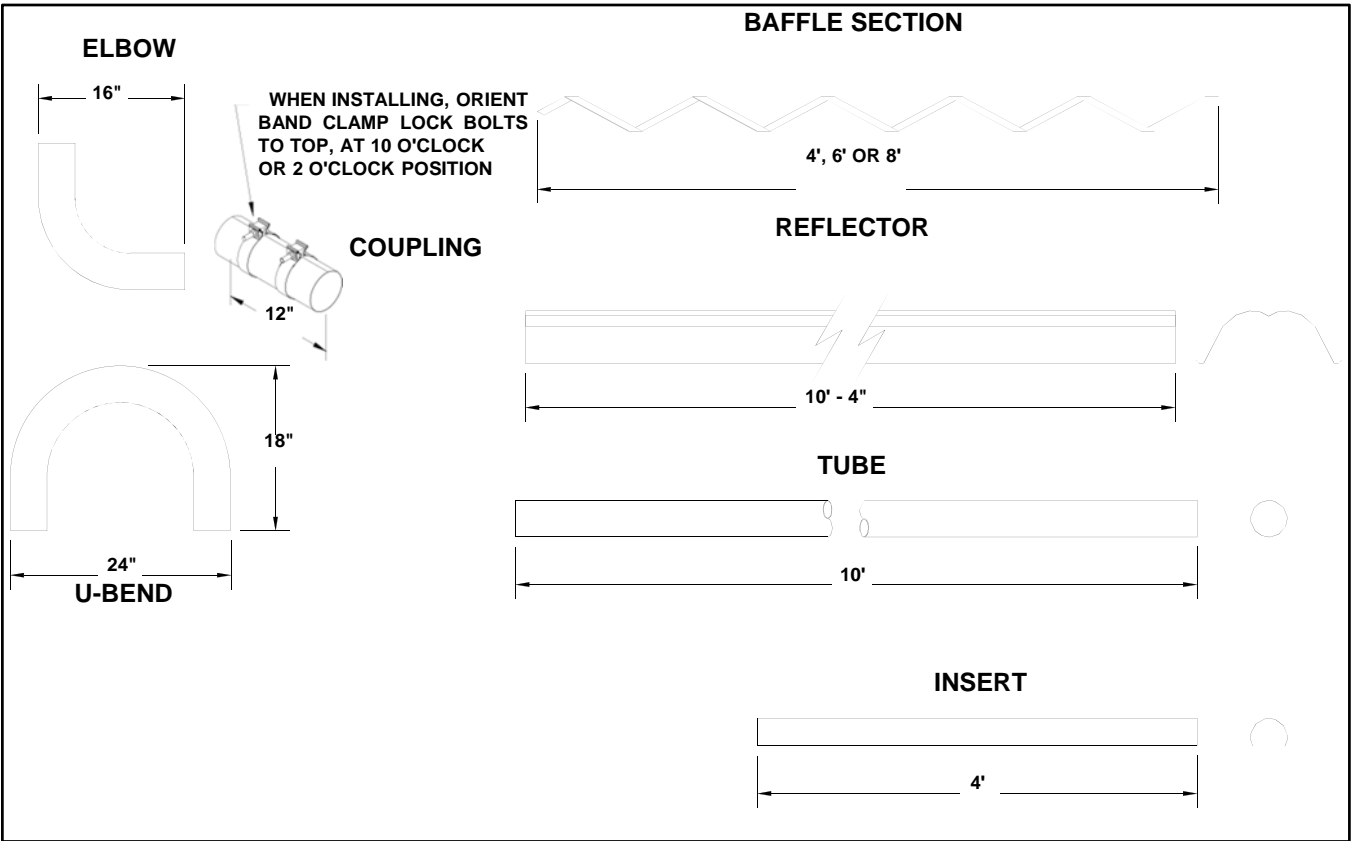 ELBOW
16"
WHEN INSTALLING, ORIENT
BAND CLAMP LOCK BOLTS
TO TOP, AT 10 O'CLOCK
OR 2 O'CLOCK POSITION
COUPLING
12"
18"
24"
U-BEND
BAFFLE SECTION
4', 6' OR 8'
REFLECTOR
10' - 4"
TUBE
10'
INSERT
4'